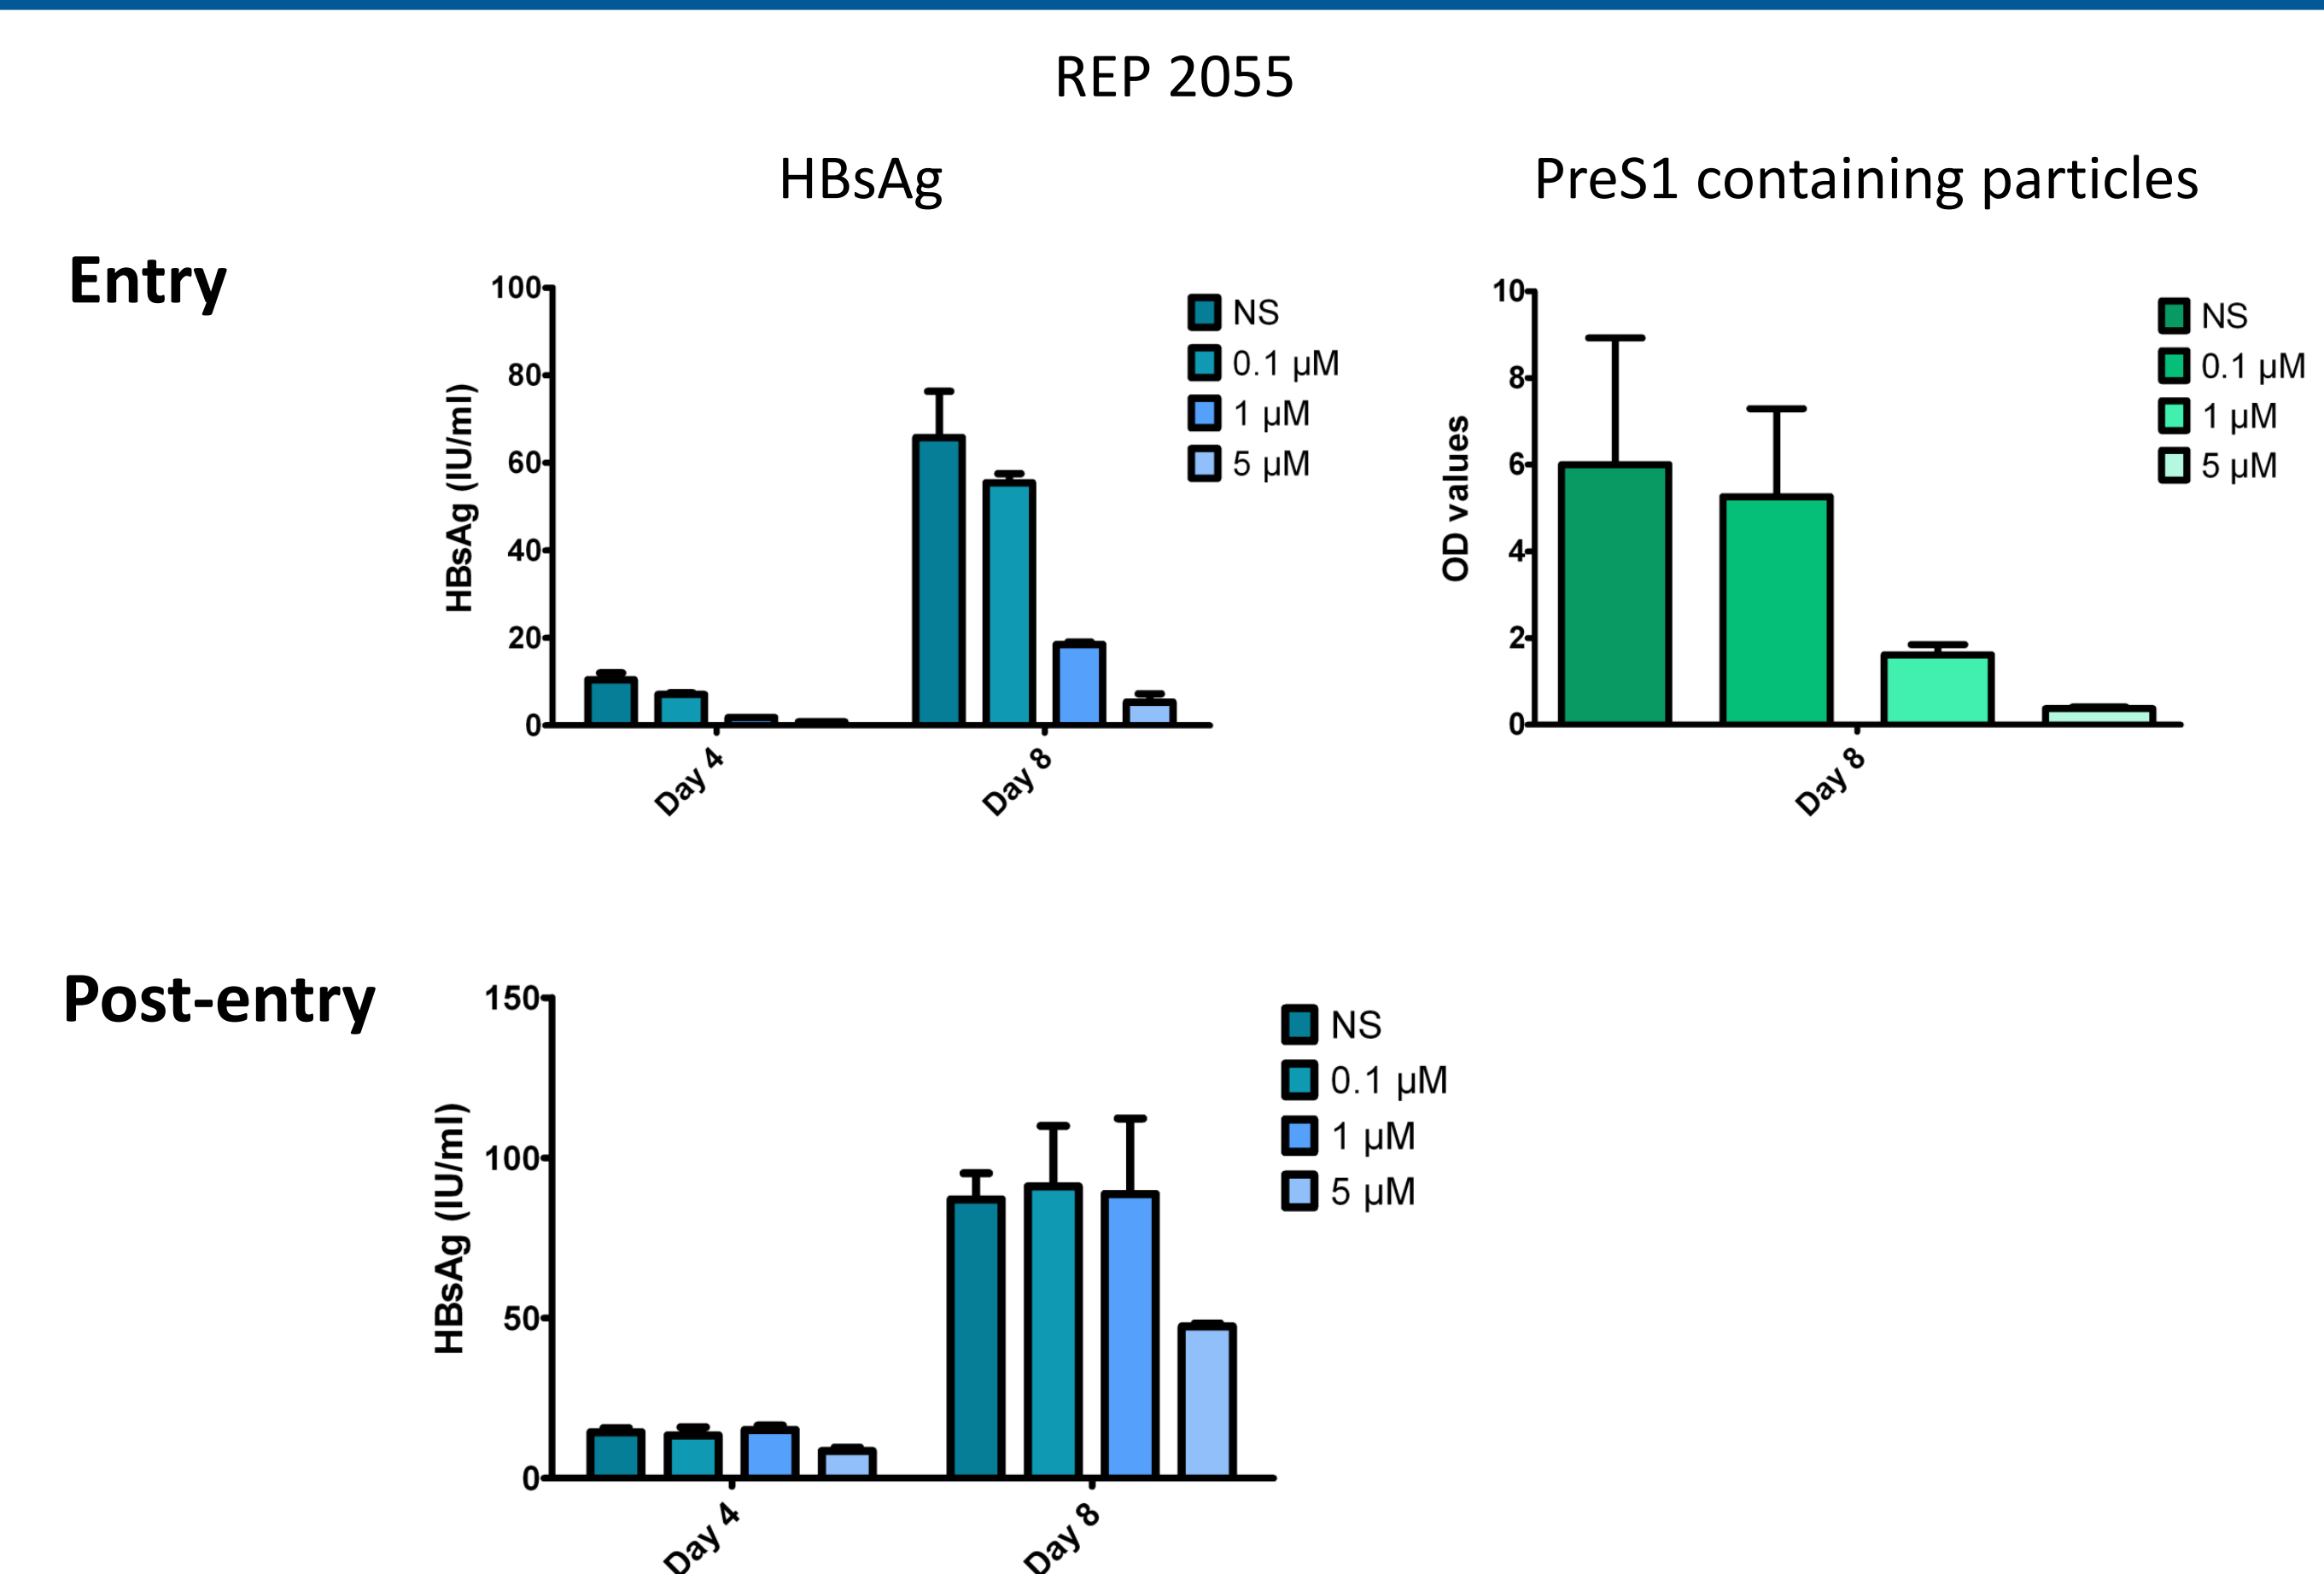 REP 2055
HBsAg
PreS1 containing particles
Entry
HBsAg (IU/ml)
100
80
60
40
20
0
Day 4
Day 8
NS
0.1 µM
1 µM
5 µM
OD values
10
8
6
4
2
0
Day 8
NS
0.1 µM
1 µM
5 µM
Post-entry
HBsAg (IU/ml)
150
100
50
0
Day 4
Day 8
NS
0.1 µM
1 µM
5 µM